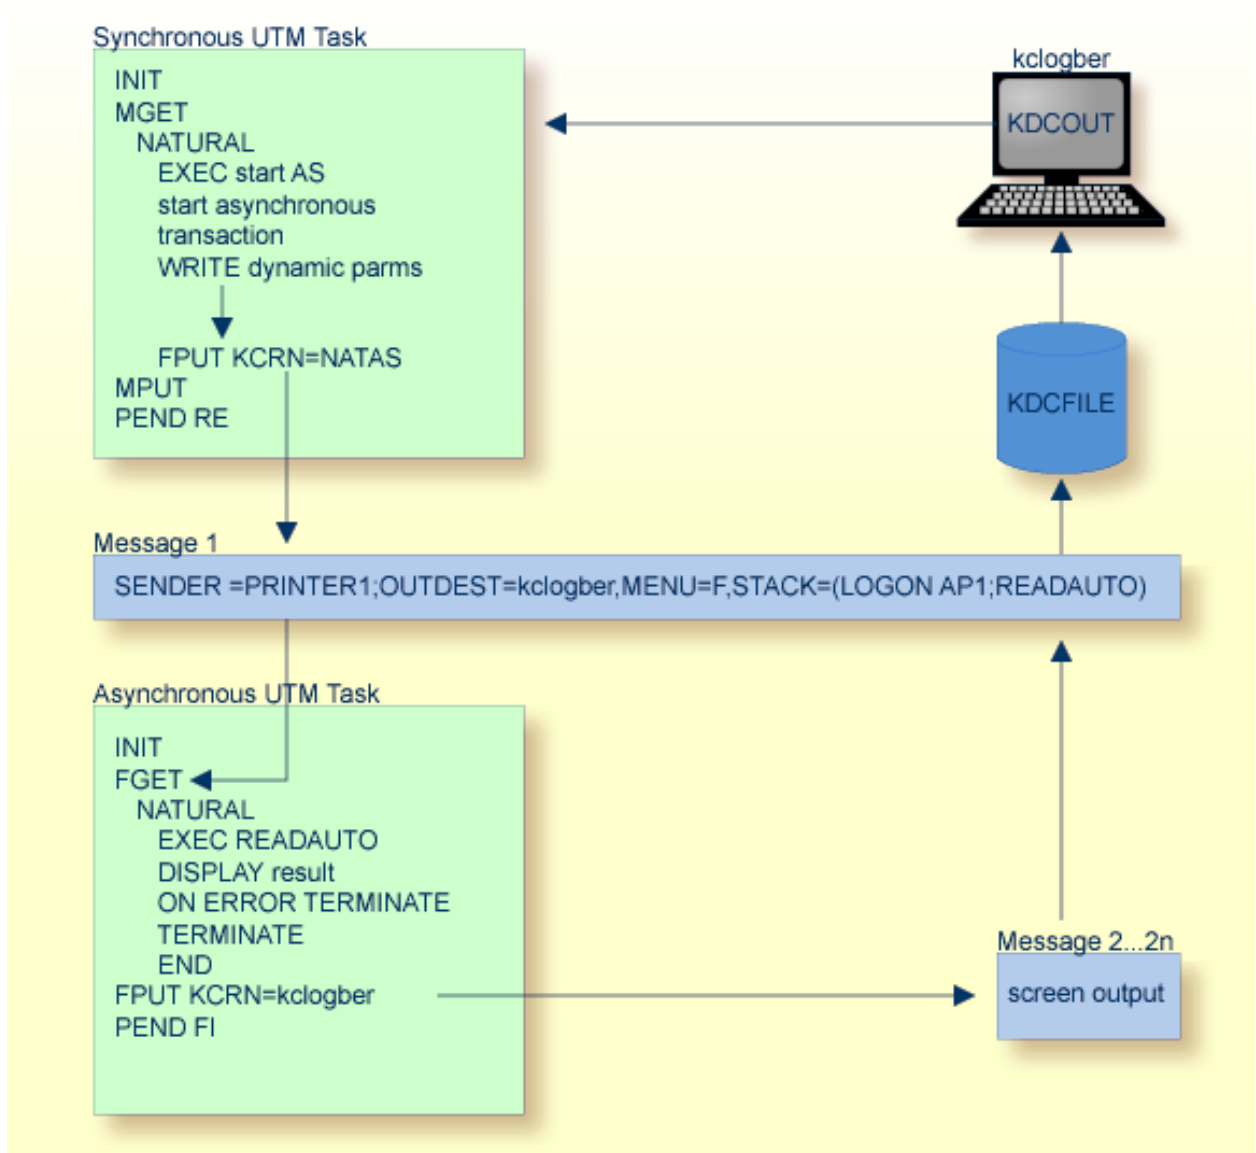 Synchronous UTM Task
INIT
MGET
NATURAL
EXEC start AS
start asynchronous
transaction
WRITE dynamic parms
FPUT KCRN=NATAS
MPUT
PEND RE
kclogber
KDCOUT
KDCFILE
Message 1
SENDER =PRINTER1;OUTDEST=kclogber,MENU=F,STACK=(LOGON AP1;READAUTO)
Asynchronous UTM Task
INIT
FGET
NATURAL
EXEC READAUTO
DISPLAY result
ON ERROR TERMINATE
TERMINATE
END
FPUT KCRN=kclogber
PEND FI
Message 2...2n
screen output